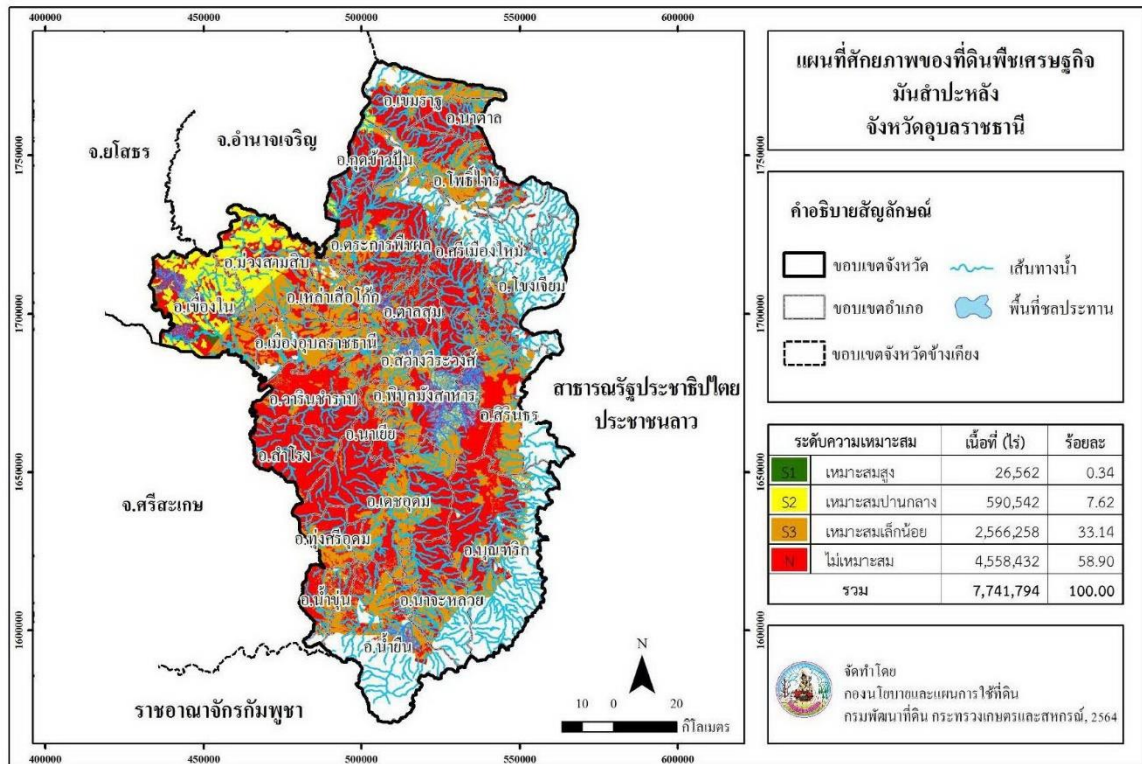 400000 450000 500000 550000 600000
400000 450000 500000 550000 600000
1750000
1700000
1650000
1600000
1750000
1700000
1650000
1600000
จ.ยโสธร
จ.อำนาจเจริญ
จ.ศรีสะเกษ
ราชอาณาจักรกัมพูชา
สาธารณรัฐประชาธิปไตย
ประชาชนลาว
อ.เขมราฐ
อ.นาตาล
อ.กุดข้าวปุ้น
อ.โพธิ์ไทร
อ.ตระการพืชผล
อ.ศรีเมืองใหม่
อ.ม่วงสามสิบ
อ.โขงเจียม
อ.เขื่องใน
อ.เหล่าเสือโก้ก
อ.ตาลสุม
อ.เมืองอุบลราชธานี
อ.สว่างวีระวงศ์
อ.วารินชำราบ
อ.พิบูลมังสาหาร
อ.สิรินธร
อ.นาเยีย
อ.สำโรง
อ.เดชอุดม
อ.ทุ่งศรีอุดม
อ.บุณฑริก
อ.น้ำขุ่น
อ.นาจะหลวย
อ.น้ำยืน
N
10 0 10 20
กิโลเมตร
แผนที่ศักยภาพของที่ดินพืชเศรษฐกิจ
มันสำปะหลัง
จังหวัดอุบลราชธานี
คำอธิบายสัญลักษณ์
ขอบเขตจังหวัด เส้นทางน้ำ
ขอบเขตอำเภอ พื้นที่ชลประทาน
ขอบเขตจังหวัดข้างเคียง
ระดับความเหมาะสม เนื้อที่ (ไร่) ร้อยละ
S1 เหมาะสมสูง 26,562 0.34
S2 เหมาะสมปานกลาง 590,542 7.62
S3 เหมาะสมเล็กน้อย 2,566,258 33.14
N ไม่เหมาะสม 4,558,432 58.90
รวม 7,741,794 100.00
จัดทำโดย
กองนโยบายและแผนการใช้ที่ดิน
กรมพัฒนาที่ดิน กระทรวงเกษตรและสหกรณ์, 2564